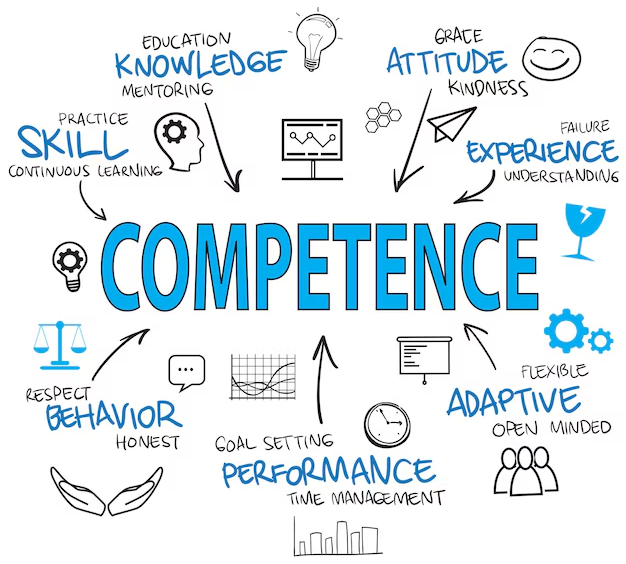 EDUCATION
KNOWLEDGE
MENTORING
GRACE
ATTITUDE
KINDNESS
PRACTICE
SKILL
CONTINUOUS LEARNING
FAILURE
EXPERIENCE
UNDERSTANDING
COMPETENCE
RESPECT
BEHAVIOR
HONEST
GOAL SETTING
PERFORMANCE
TIME MANAGEMENT
FLEXIBLE
ADAPTIVE
OPEN MINDED